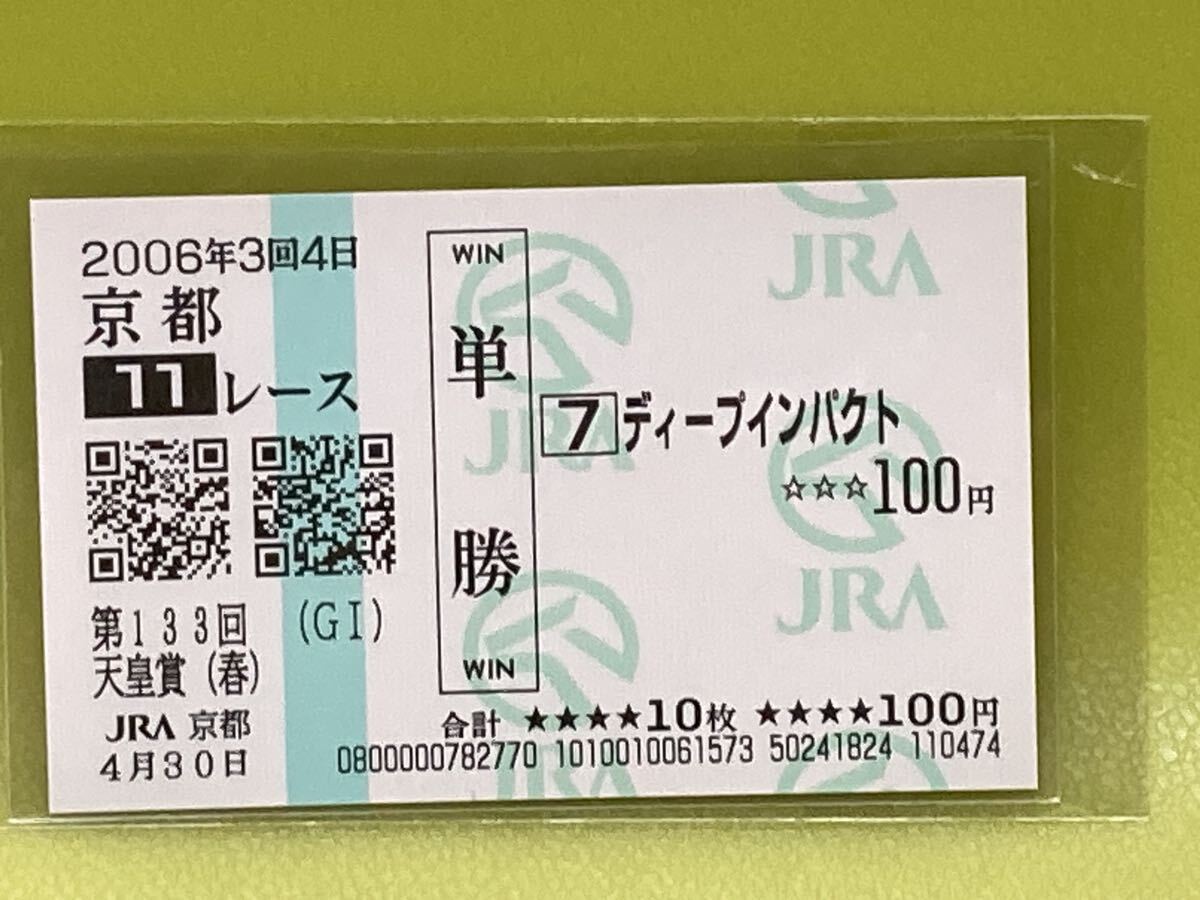 2006年3回4日
京都
11レース
第133回 (GI)
天皇賞(春)
JRA 京都
4月30日
WIN
単勝
WIN
7ディープインパクト
☆☆☆100円
合計 ★★★★10枚 ★★★★100円
0800000782770 1010010061573 50241824 110474
JRA
JRA
JRA
JRA